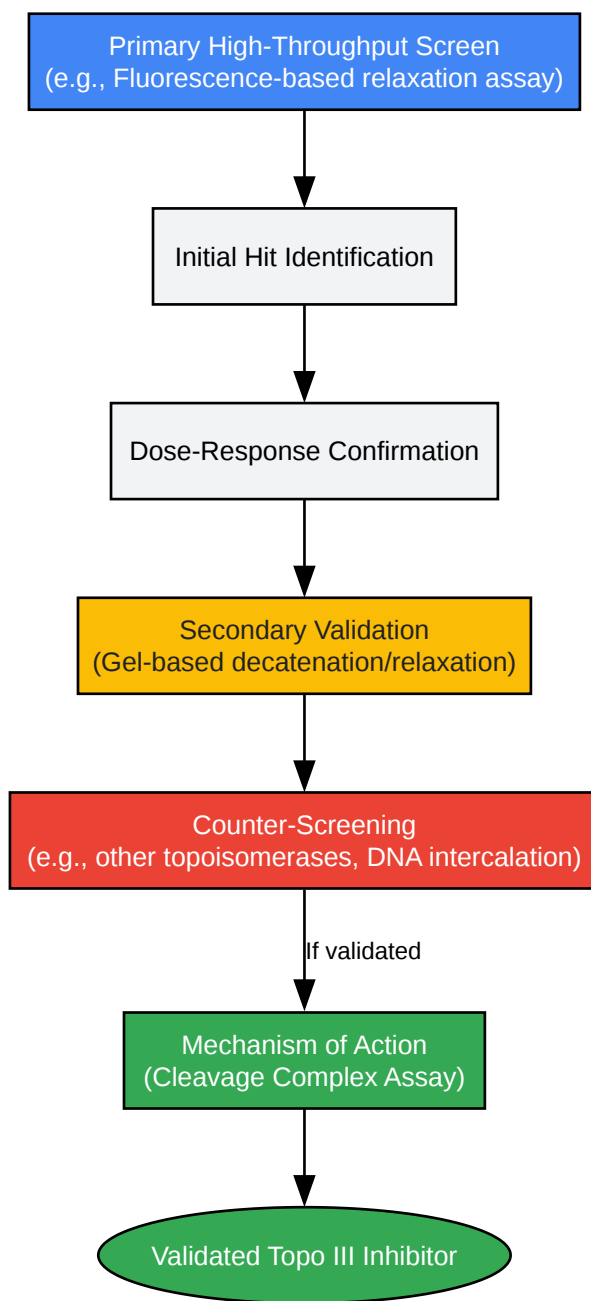 Primary High-Throughput Screen
(e.g., Fluorescence-based relaxation assay)
Initial Hit Identification
Dose-Response Confirmation
Secondary Validation
(Gel-based decatenation/relaxation)
Counter-Screening
(e.g., other topoisomerases, DNA intercalation)
If validated
Mechanism of Action
(Cleavage Complex Assay)
Validated Topo III Inhibitor